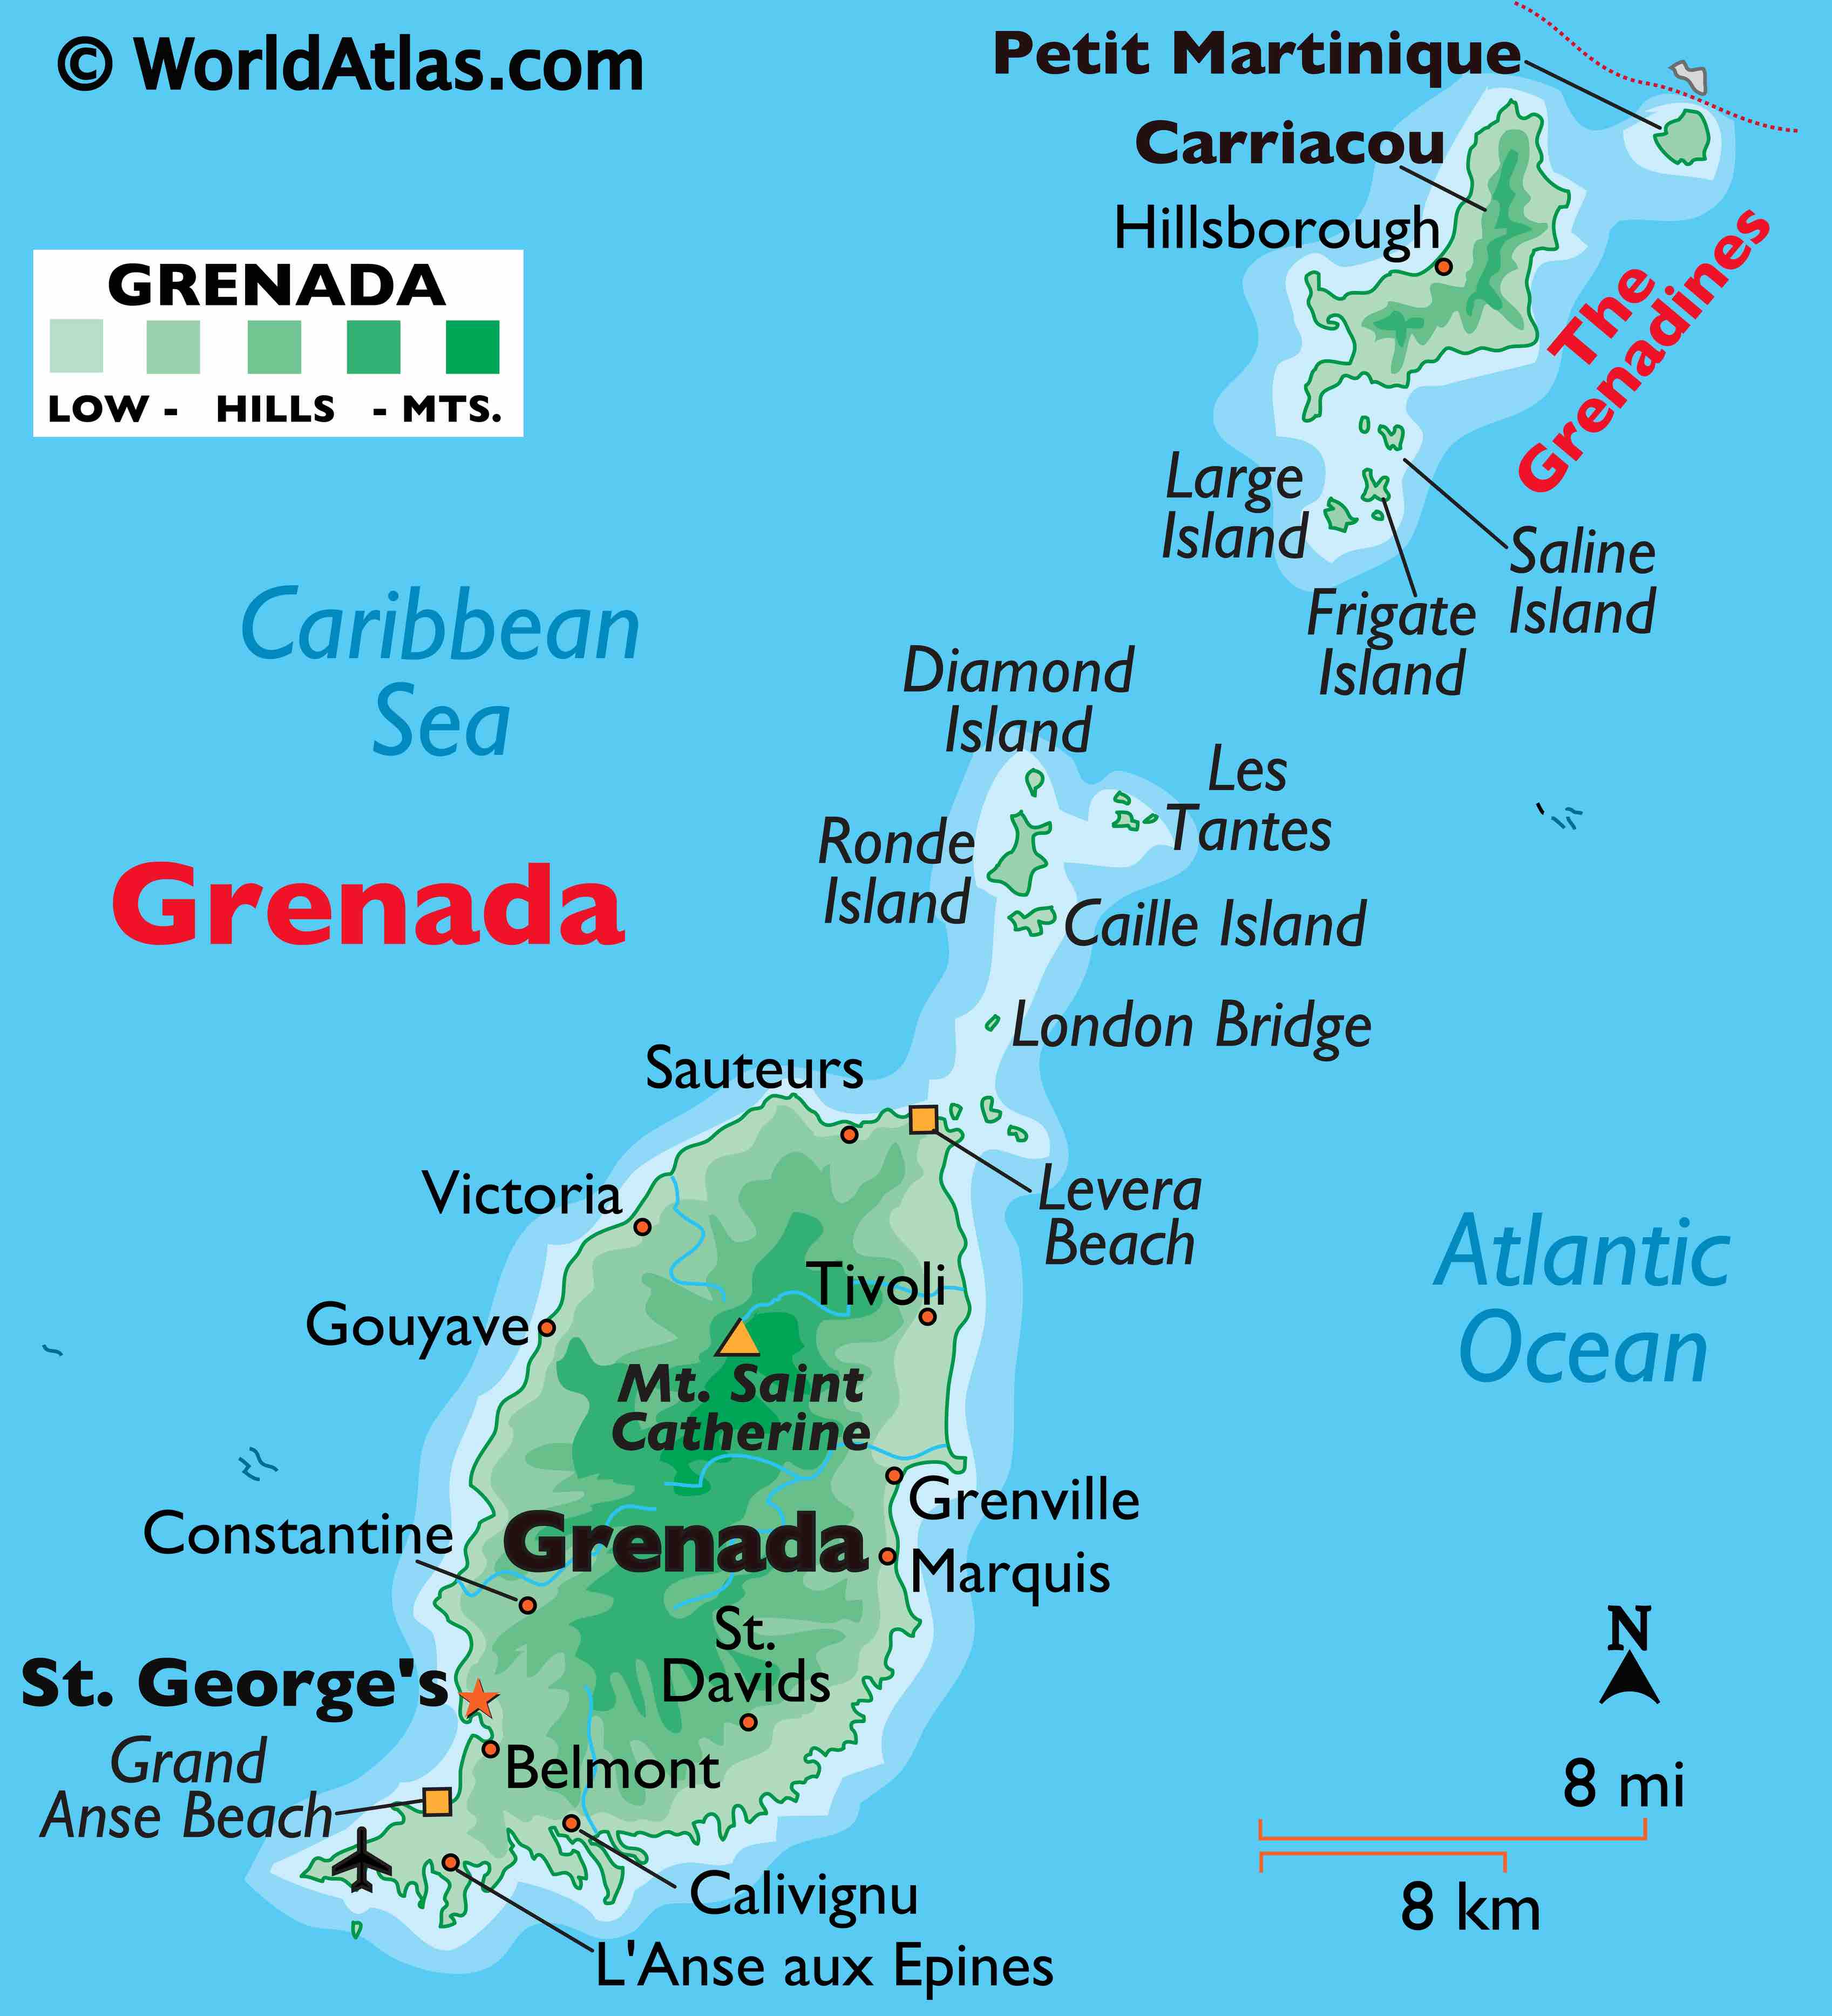 © WorldAtlas.com
Petit Martinique
Carriacou
Hillsborough
The
Grenadines
GRENADA
LOW - HILLS - MTS.
Large
Island
Saline
Island
Frigate
Island
Caribbean
Sea
Diamond
Island
Les
Tantes
Ronde
Island
Grenada
Caille Island
London Bridge
Sauteurs
Victoria
Levera
Beach
Tivoli
Gouyave
Atlantic
Ocean
Mt. Saint
Catherine
Grenville
Constantine
Grenada
Marquis
St.
Davids
St. George's
N
Grand
Anse Beach
Belmont
8 mi
8 km
Calivignu
L'Anse aux Epines